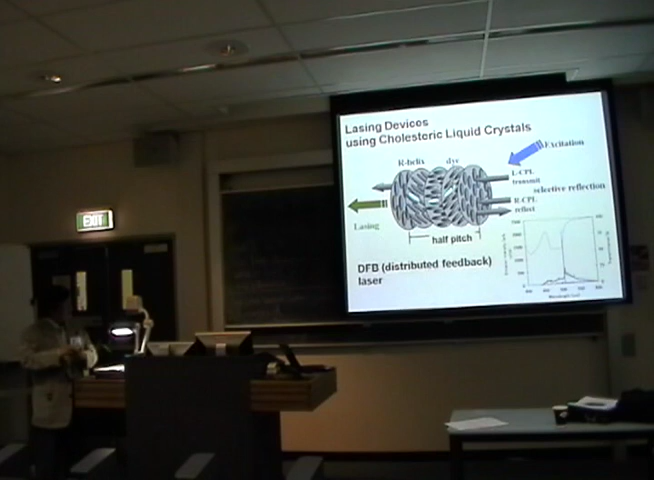 EXIT
Lasing Devices
using Cholesteric Liquid Crystals
Excitation
R-helix dye
L-CPL
transmit
selective reflection
R-CPL
reflect
Lasing
half pitch
DFB (distributed feedback)
laser